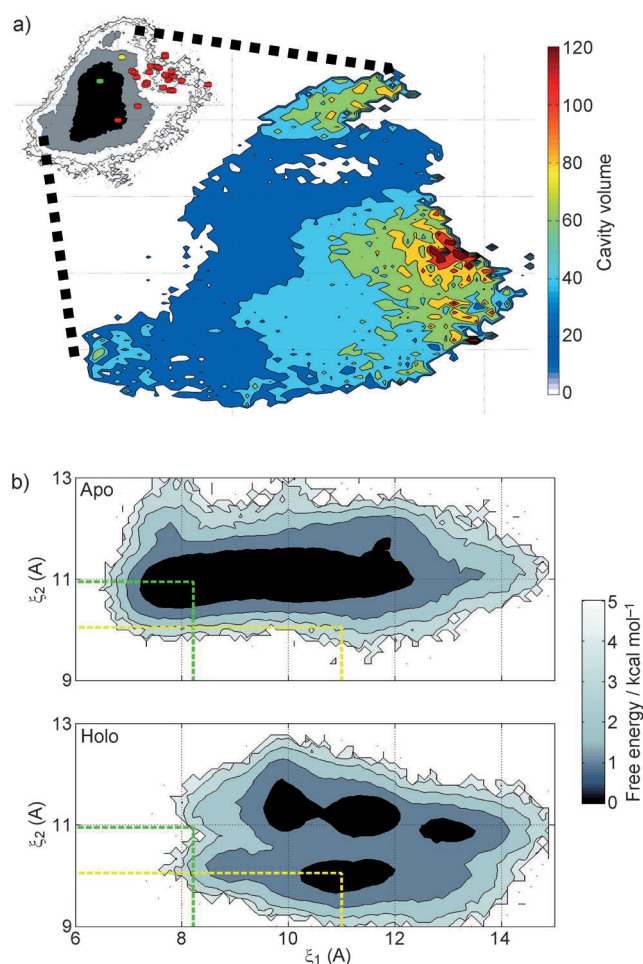 a)
120
100
80
60
40
20
0
Cavity volume
b)
13
Apo
ξ₂ (A)
11
9
13
Holo
ξ₂ (A)
11
9
6
8
10
12
14
ξ₁ (A)
5
4
3
2
1
0
Free energy / kcal mol⁻¹